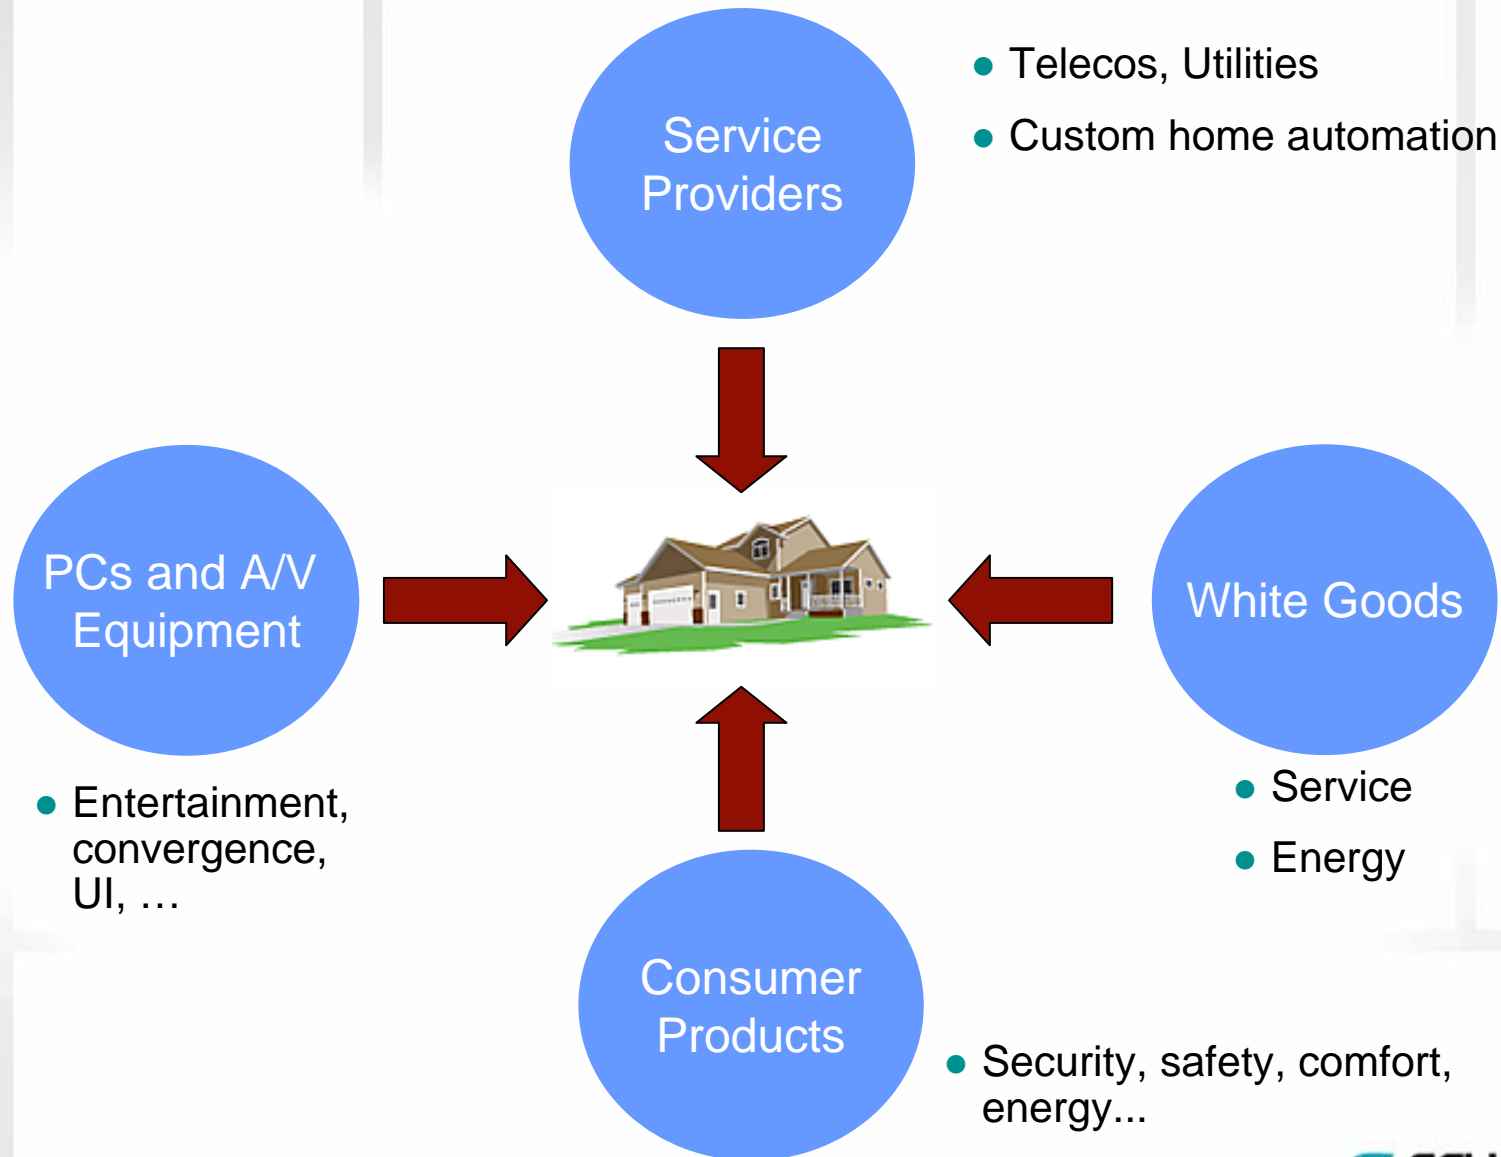 Service
Providers
● Telecos, Utilities
● Custom home automation
PCs and A/V
Equipment
● Entertainment,
convergence,
UI, …
White Goods
● Service
● Energy
Consumer
Products
● Security, safety, comfort,
energy...